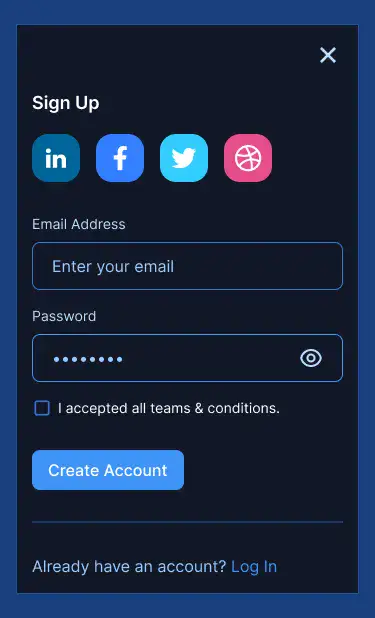 Sign Up
in
Email Address
Enter your email
Password
I accepted all teams & conditions.
Create Account
Already have an account? Log In